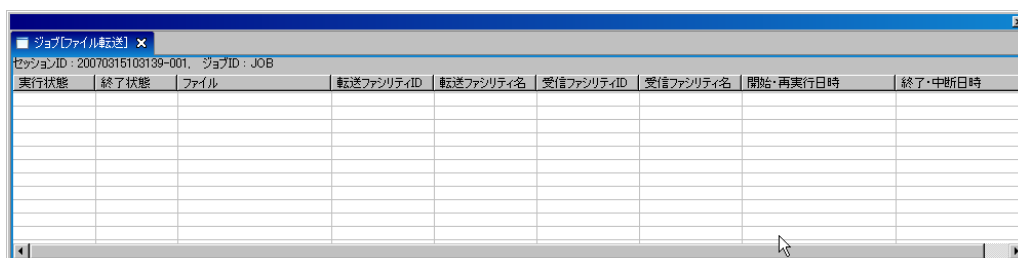 ジョブ[ファイル転送]
セッションID : 20070315103139-001, ジョブID : JOB
実行状態 終了状態 ファイル 転送ファシリティID 転送ファシリティ名 受信ファシリティID 受信ファシリティ名 開始・再実行日時 終了・中断日時